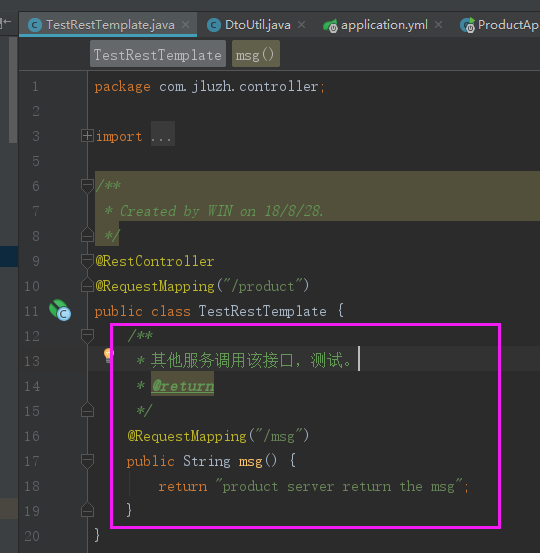 TestRestTemplate.java × DtoUtil.java × application.yml × ProductAp
TestRestTemplate msg()
1 package com.jluzh.controller;
2
3 import ...
5
6 /**
7 * Created by WIN on 18/8/28.
8 */
9 @RestController
10 @RequestMapping("/product")
11 public class TestRestTemplate {
12 /**
13 * 其他服务调用该接口，测试。
14 * @return
15 */
16 @RequestMapping("/msg")
17 public String msg() {
18 return "product server return the msg";
19 }
20 }